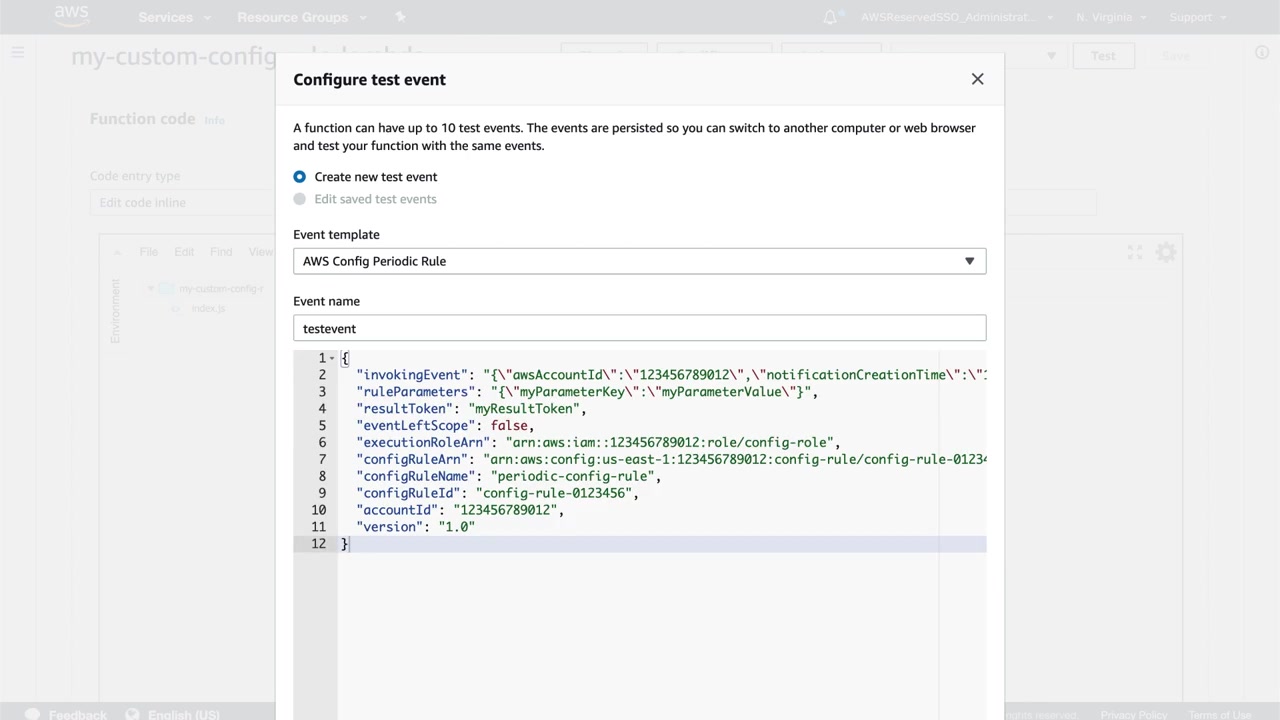 aws
Services
Resource Groups
AWSReservedSSO_Administrat...
N. Virginia
Support
my-custom-config
Test
Save
Configure test event
Function code
Info
A function can have up to 10 test events. The events are persisted so you can switch to another computer or web browser
and test your function with the same events.
Code entry type
Create new test event
Edit code inline
Edit saved test events
Event template
AWS Config Periodic Rule
File
Edit
Find
View
Environment
my-custom-config-r
index.js
Event name
testevent
1 {
2 "invokingEvent": "{\"awsAccountId\":\"123456789012\",\"notificationCreationTime\":\"1
3 "ruleParameters": "{\"myParameterKey\":\"myParameterValue\"}",
4 "resultToken": "myResultToken",
5 "eventLeftScope": false,
6 "executionRoleArn": "arn:aws:iam::123456789012:role/config-role",
7 "configRuleArn": "arn:aws:config:us-east-1:123456789012:config-rule/config-rule-01234
8 "configRuleName": "periodic-config-rule",
9 "configRuleId": "config-rule-0123456",
10 "accountId": "123456789012",
11 "version": "1.0"
12 }
Feedback
English (US)
rights reserved.
Privacy Policy
Terms of Use